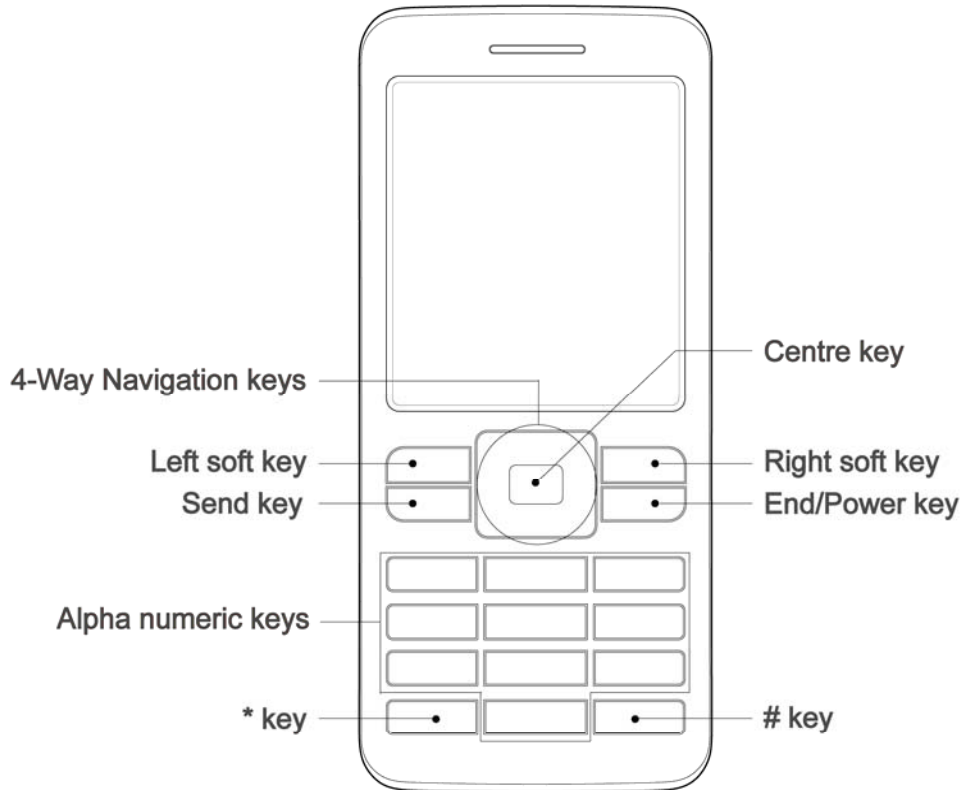 4-Way Navigation keys
Left soft key
Send key
Alpha numeric keys
* key
Centre key
Right soft key
End/Power key
# key